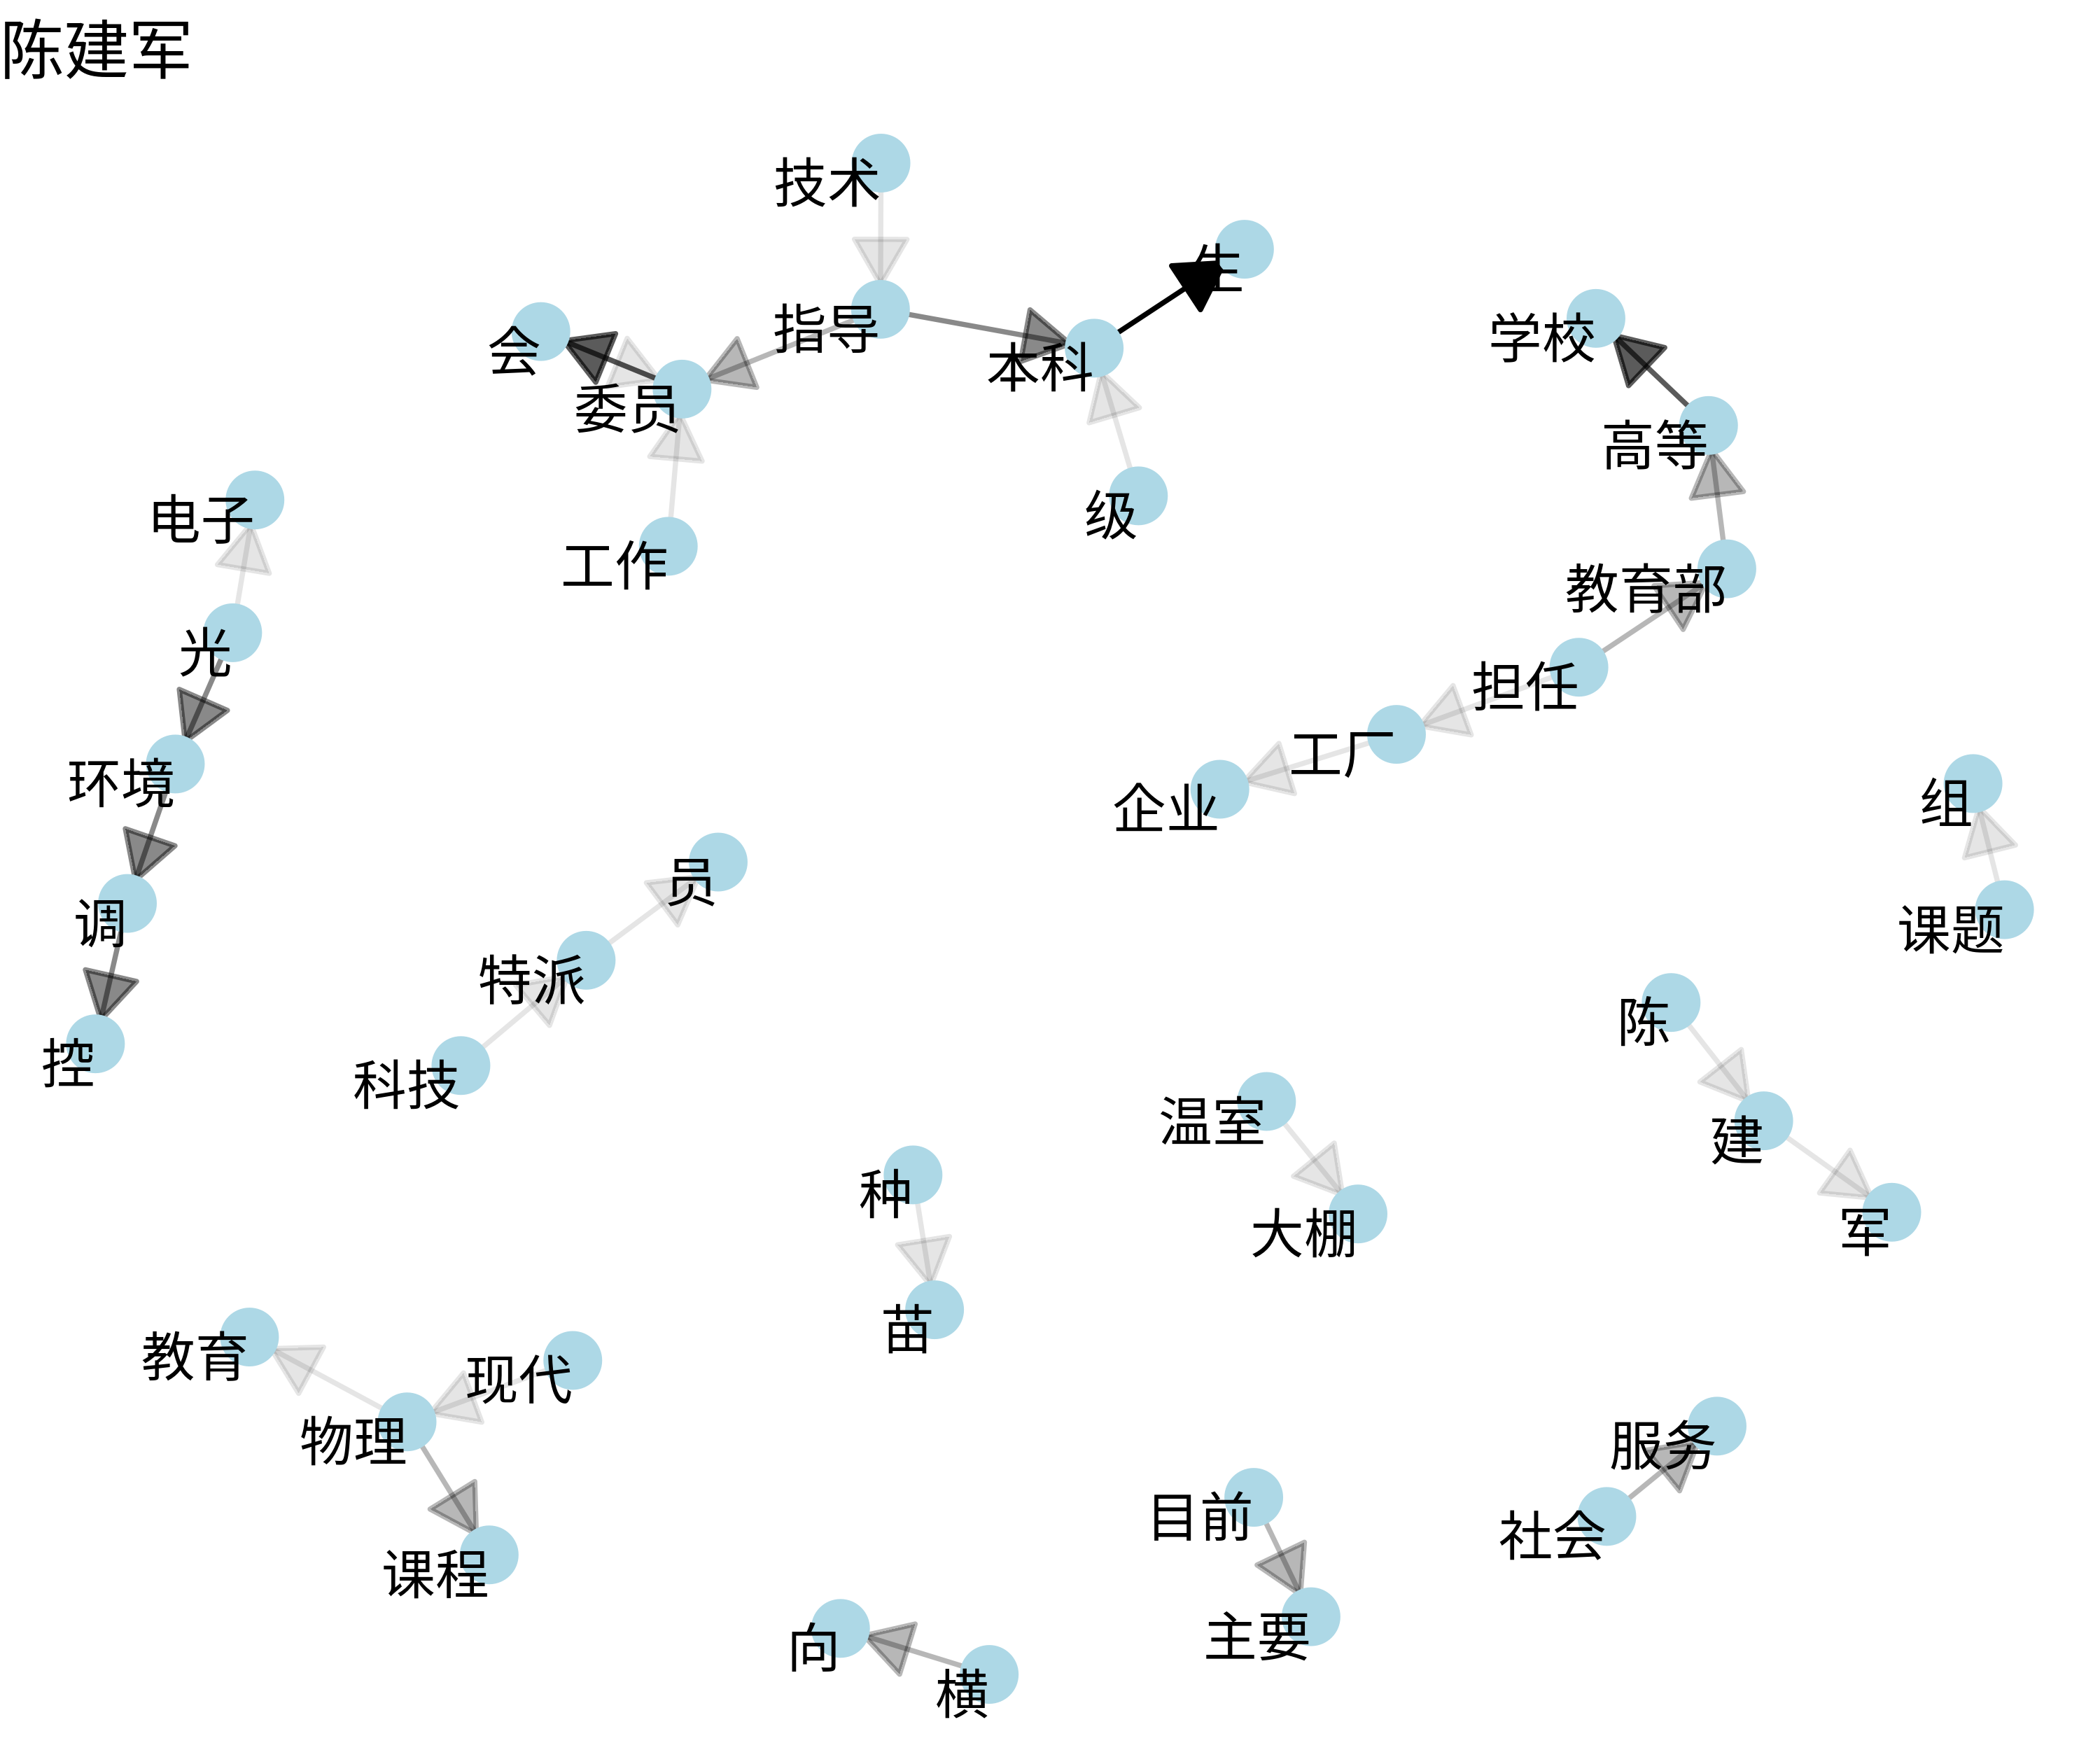 陈建军
技术
生
指导
会
本科
学校
委员
高等
电子
级
工作
教育部
光
担任
工厂
环境
企业
组
员
调
课题
特派
陈
控
科技
温室
建
种
大棚
军
苗
教育
现代
物理
服务
目前
社会
课程
主要
向
横